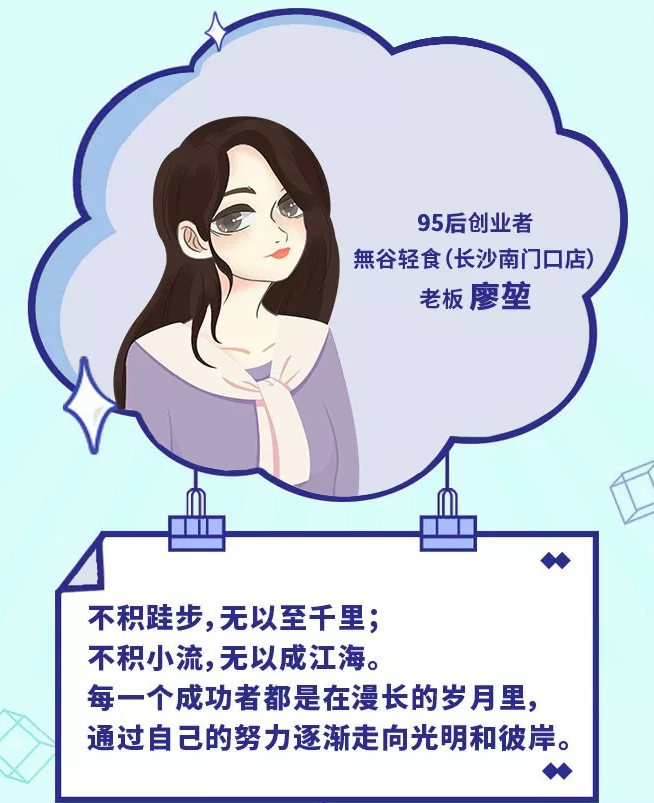 95后创业者
無谷轻食(长沙南门口店)
老板 廖堃
不积跬步,无以至千里;
不积小流,无以成江海。
每一个成功者都是在漫长的岁月里,
通过自己的努力逐渐走向光明和彼岸。